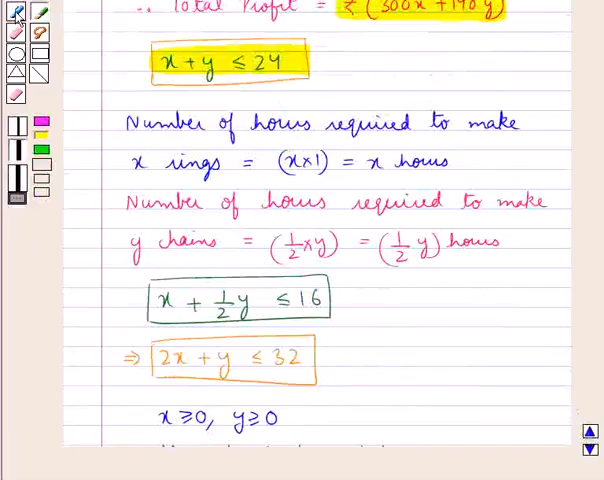 ∴ Total Profit = ₹ (300x + 190y)
x + y ≤ 24
Number of hours required to make
x rings = (x×1) = x hours
Number of hours required to make
y chains = (1/2 × y) = (1/2 y) hours
x + 1/2 y ≤ 16
⇒ 2x + y ≤ 32
x ≥ 0, y ≥ 0